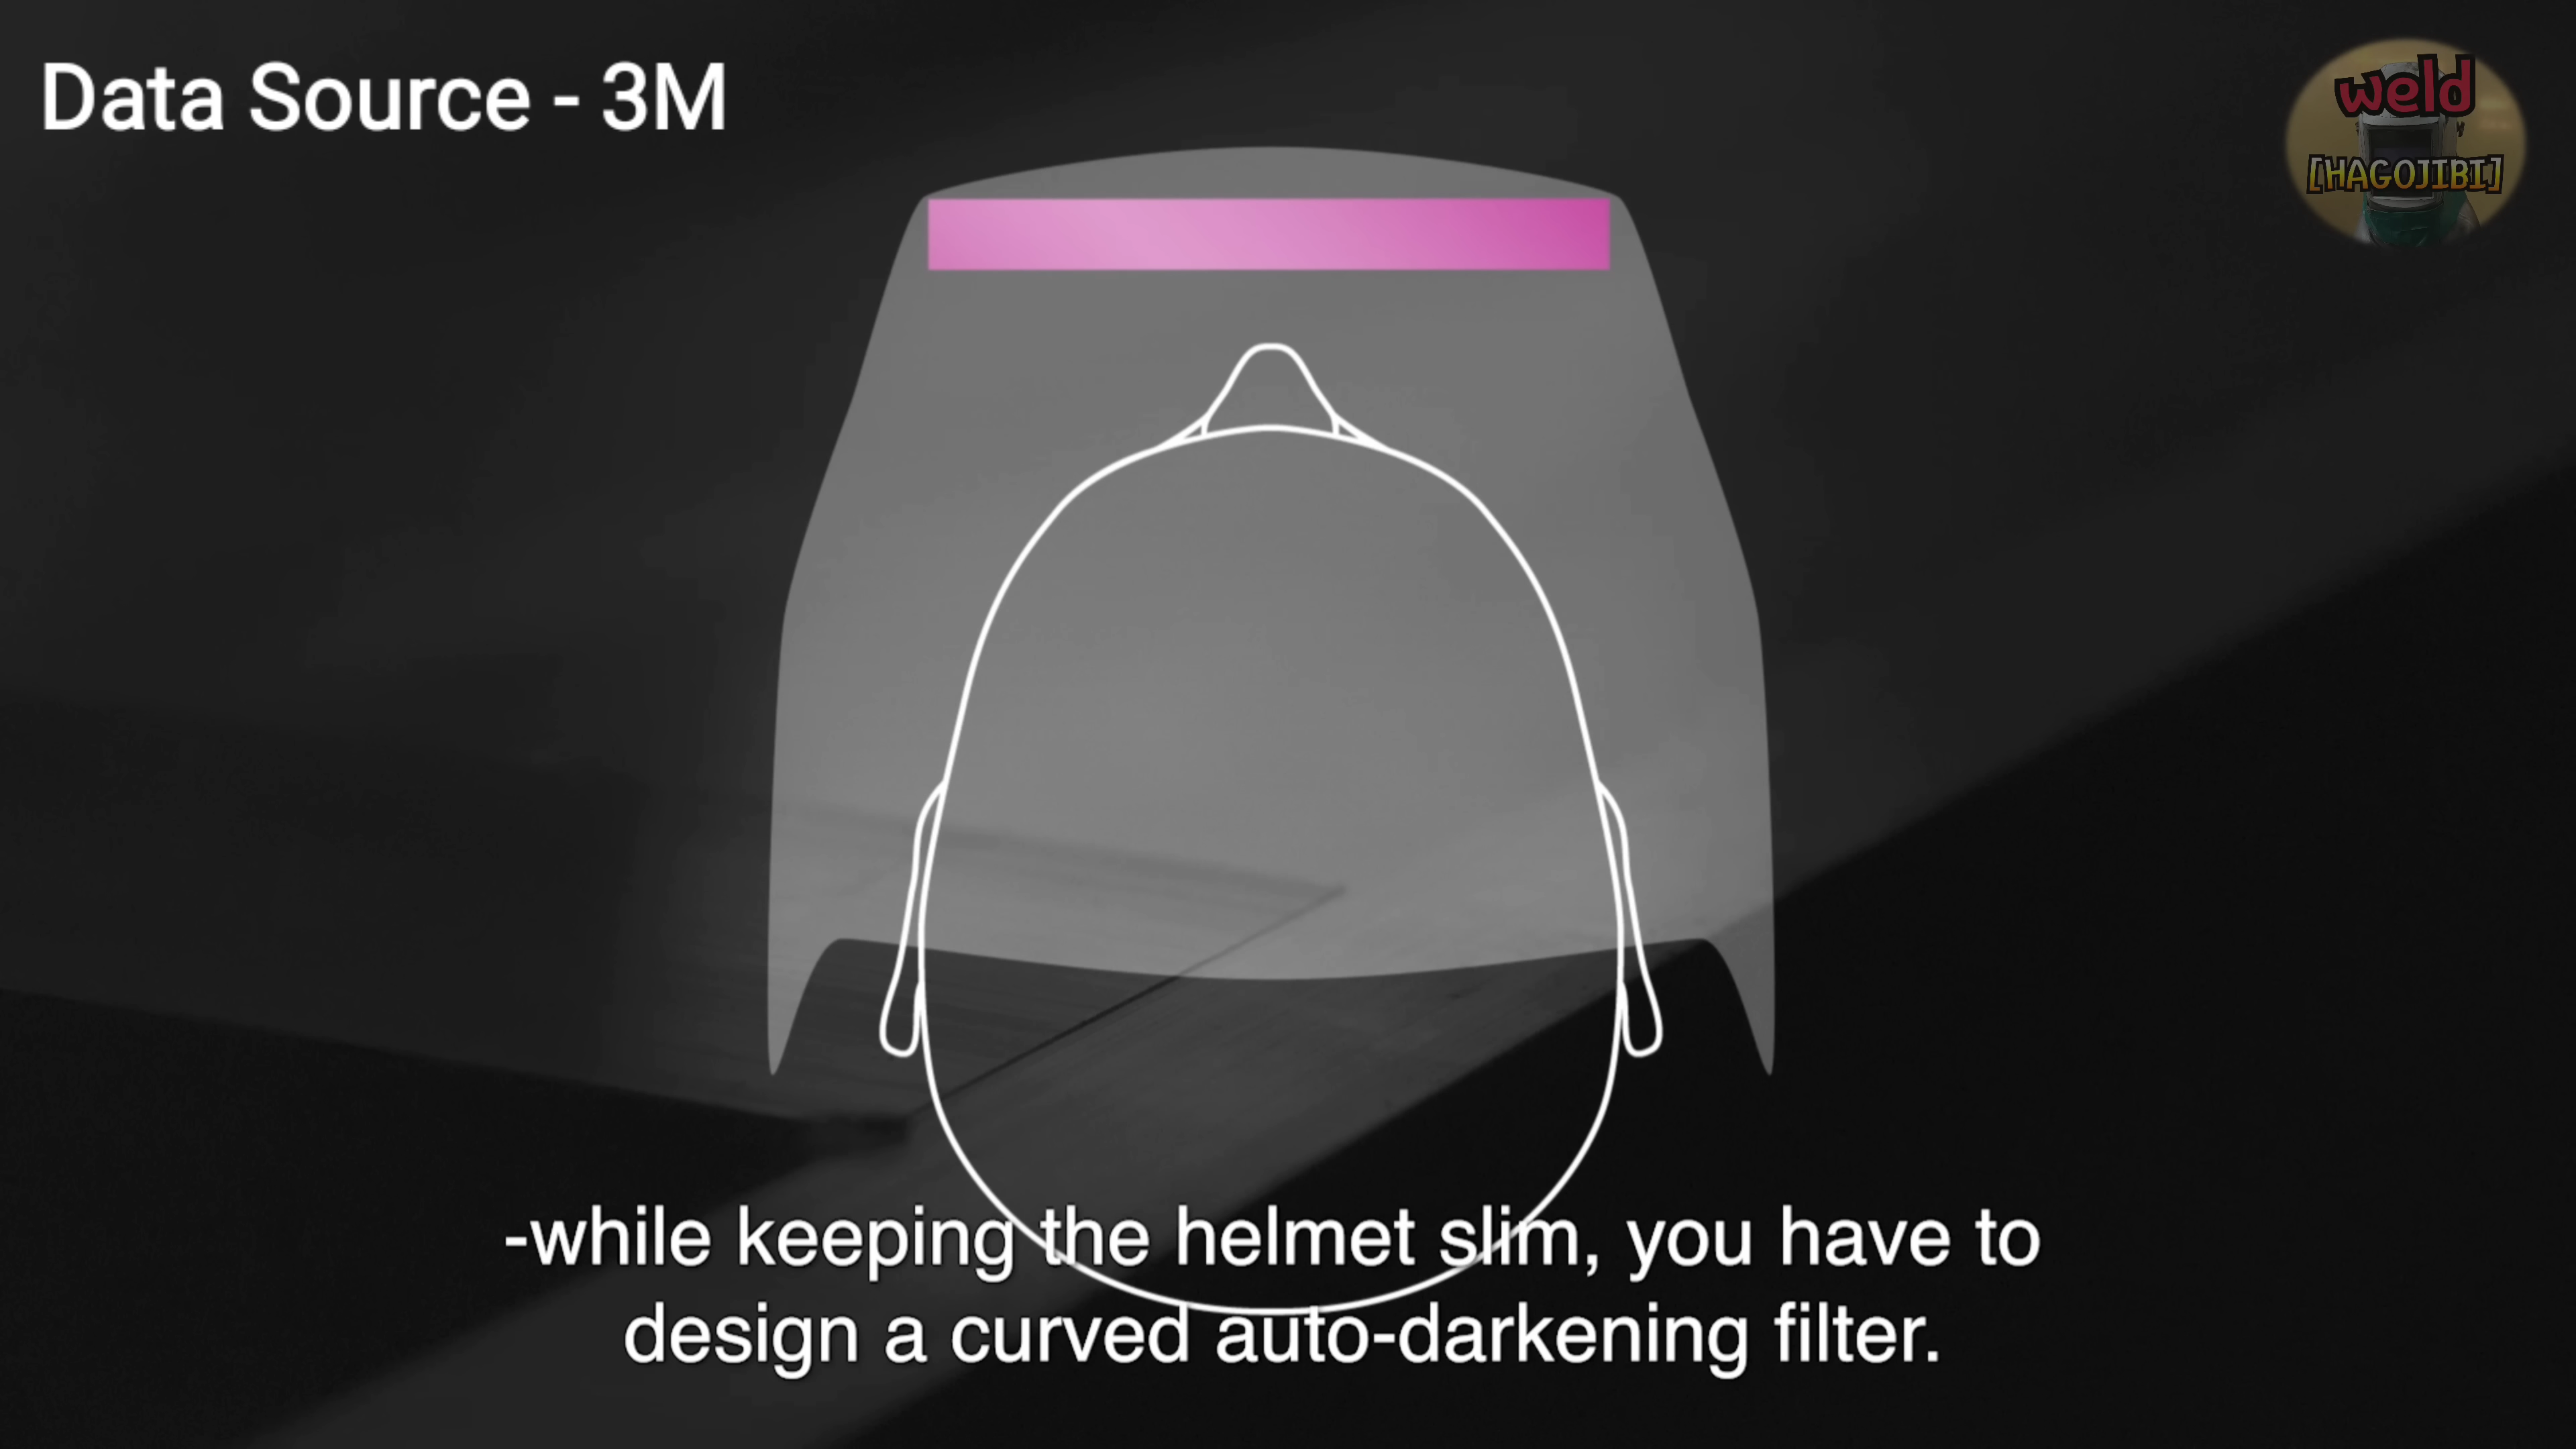 Data Source - 3M
weld
[HAGOJIBI]
-while keeping the helmet slim, you have to
design a curved auto-darkening filter.